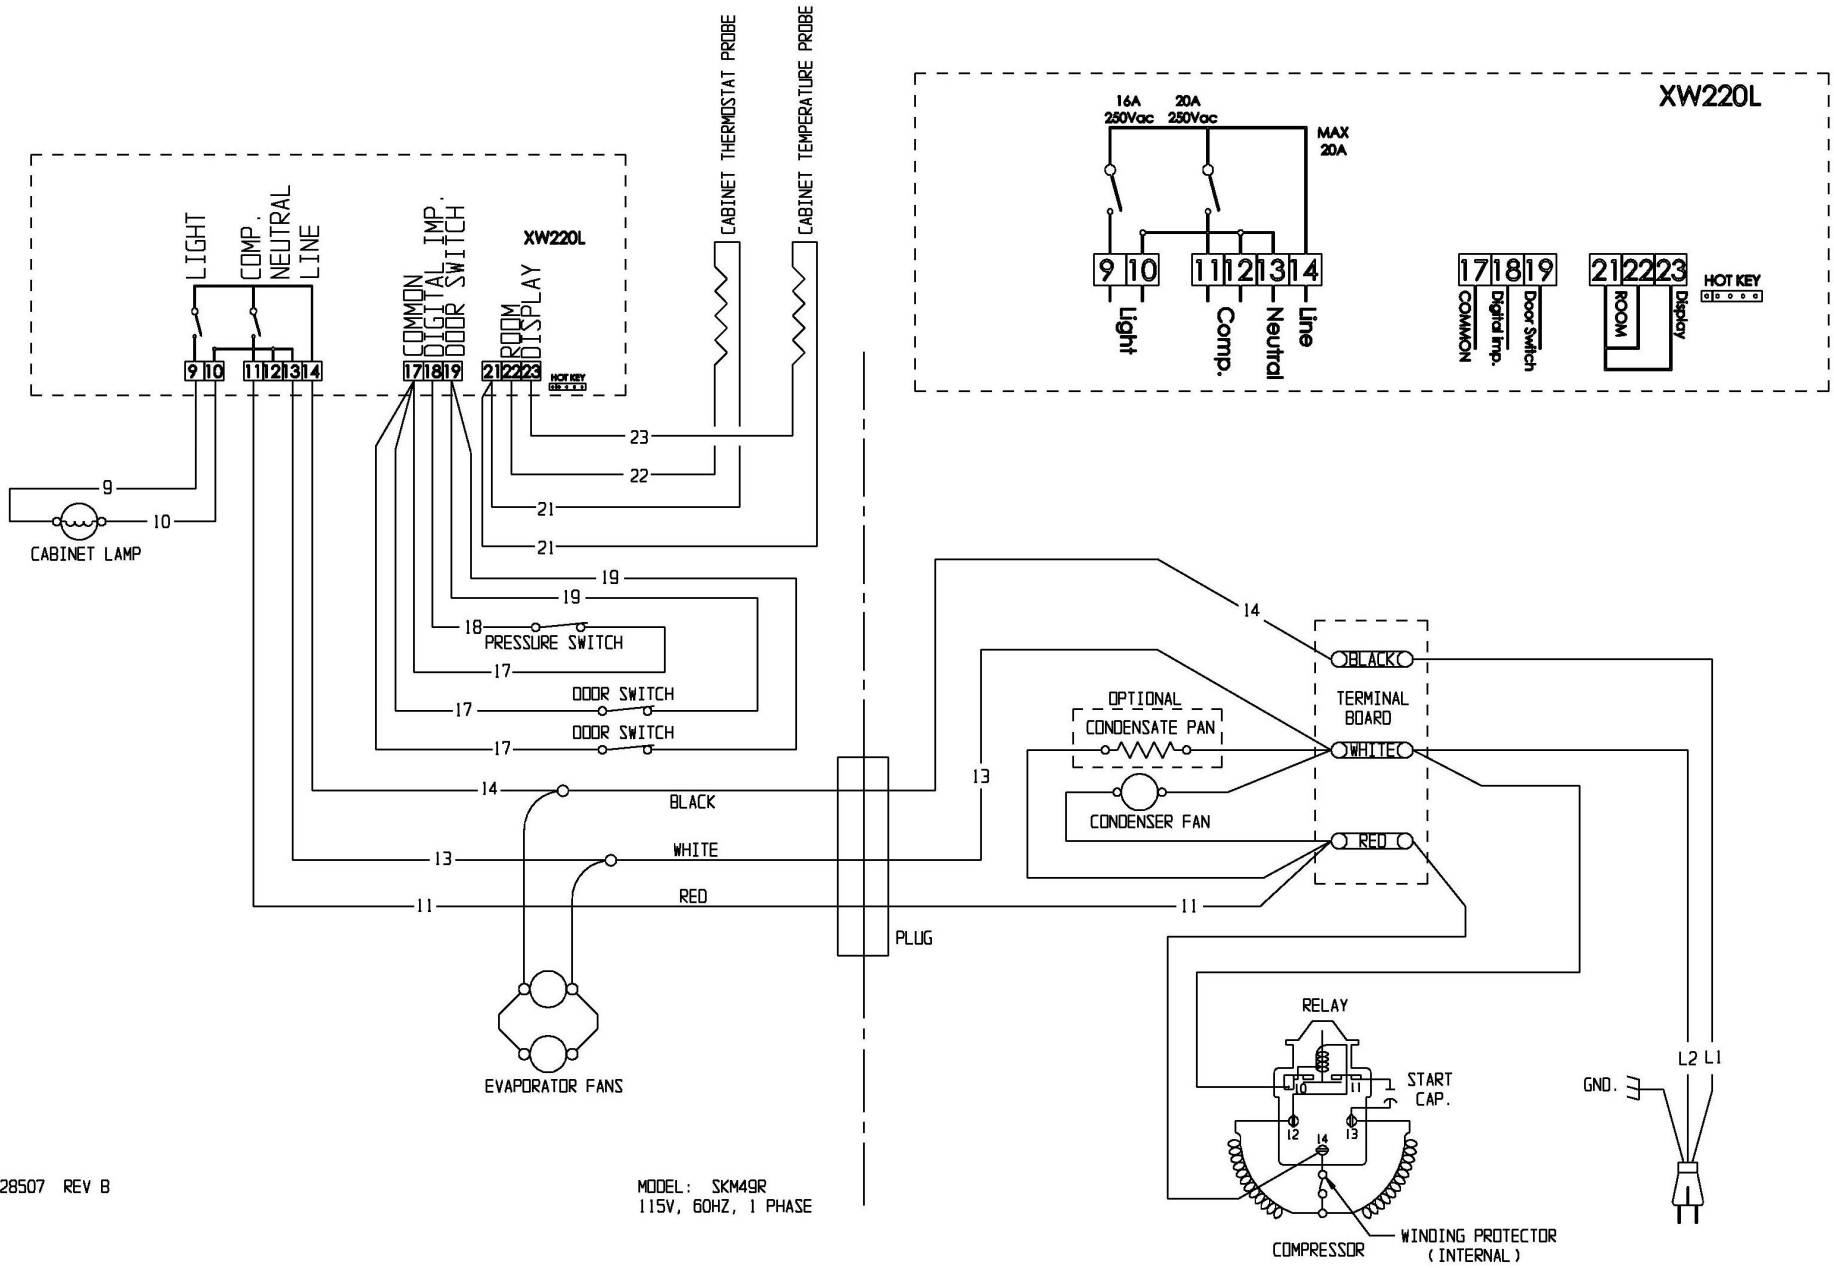 CABINET THERMOSTAT PROBE
CABINET TEMPERATURE PROBE
LIGHT
COMP.
NEUTRAL
LINE
COMMON
DIGITAL IMP.
DOOR SWITCH
ROOM
DISPLAY
XW220L
HOT KEY
9 10
11 12 13 14
17 18 19
21 22 23
23
22
21
21
9
10
CABINET LAMP
19
19
18
PRESSURE SWITCH
17
DOOR SWITCH
17
DOOR SWITCH
17
14
BLACK
13
WHITE
11
RED
PLUG
EVAPORATOR FANS
XW220L
16A
250Vac
20A
250Vac
MAX
20A
9 10
11 12 13 14
17 18 19
21 22 23
HOT KEY
Light
Comp.
Neutral
Line
COMMON
Digital Imp.
Door Switch
ROOM
Display
14
13
11
BLACK
TERMINAL
BOARD
WHITE
RED
OPTIONAL
CONDENSATE PAN
CONDENSER FAN
RELAY
10
11
START
CAP.
12
13
14
COMPRESSOR
WINDING PROTECTOR
(INTERNAL)
L2 L1
GND.
28507 REV B
MODEL: SKM49R
115V, 60HZ, 1 PHASE